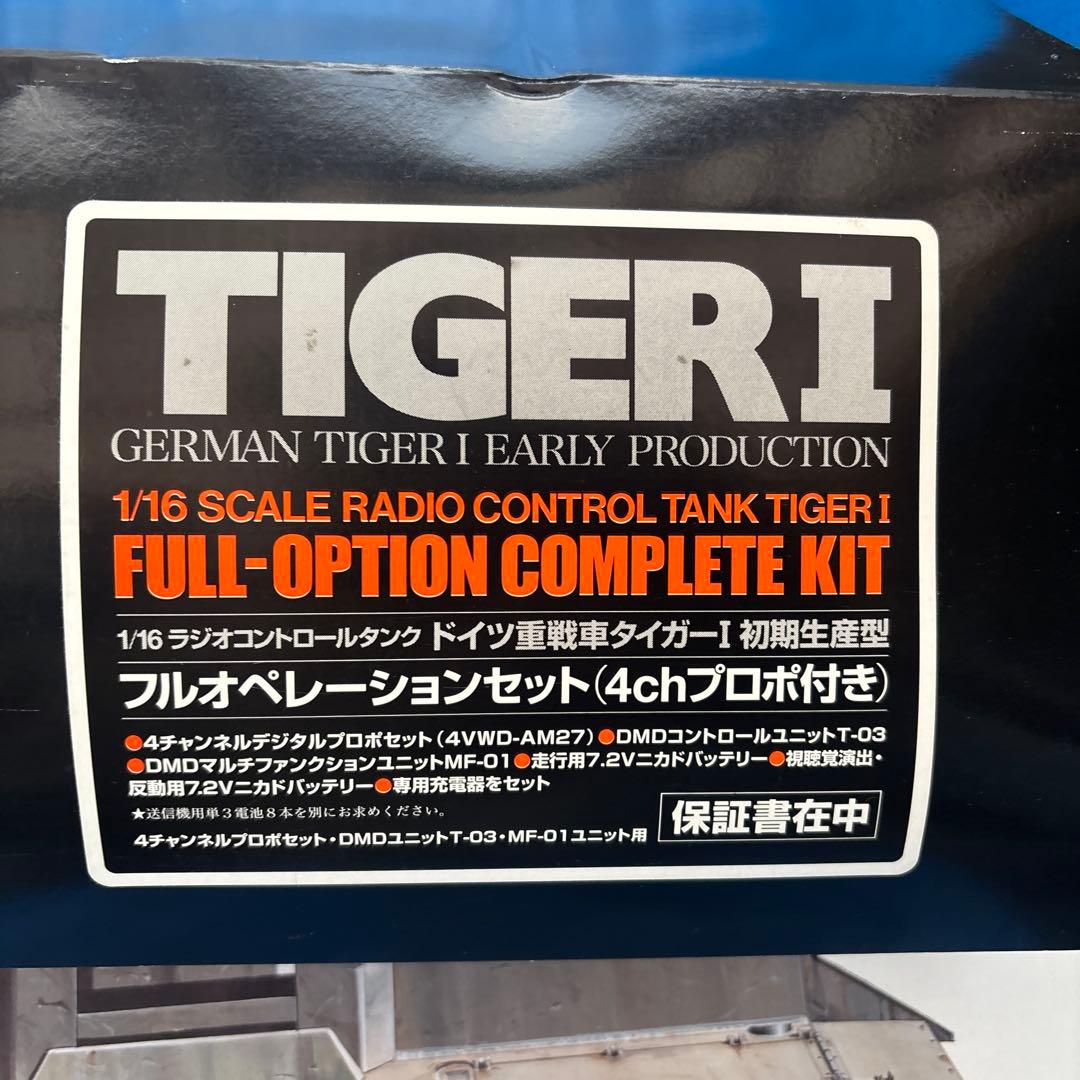 TIGER I
GERMAN TIGER I EARLY PRODUCTION
1/16 SCALE RADIO CONTROL TANK TIGER I
FULL-OPTION COMPLETE KIT
1/16 ラジオコントロールタンク ドイツ重戦車タイガーI 初期生産型
フルオペレーションセット(4chプロポ付き)
●4チャンネルデジタルプロポセット(4VWD-AM27)●DMDコントロールユニットT-03
●DMDマルチファンクションユニットMF-01●走行用7.2Vニカドバッテリー●視聴覚演出・
反動用7.2Vニカドバッテリー●専用充電器をセット
★送信機用単3電池8本を別にお求めください。
4チャンネルプロポセット・DMDユニットT-03・MF-01ユニット用
保証書在中